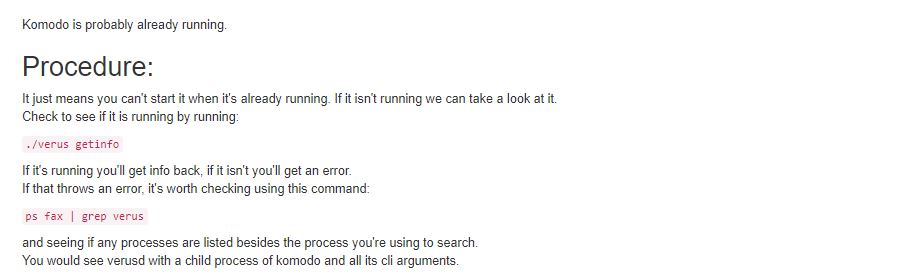 Komodo is probably already running.
Procedure:
It just means you can't start it when it's already running. If it isn't running we can take a look at it.
Check to see if it is running by running:
./verus getinfo
If it's running you'll get info back, if it isn't you'll get an error.
If that throws an error, it's worth checking using this command:
ps fax | grep verus
and seeing if any processes are listed besides the process you're using to search.
You would see verusd with a child process of komodo and all its cli arguments.